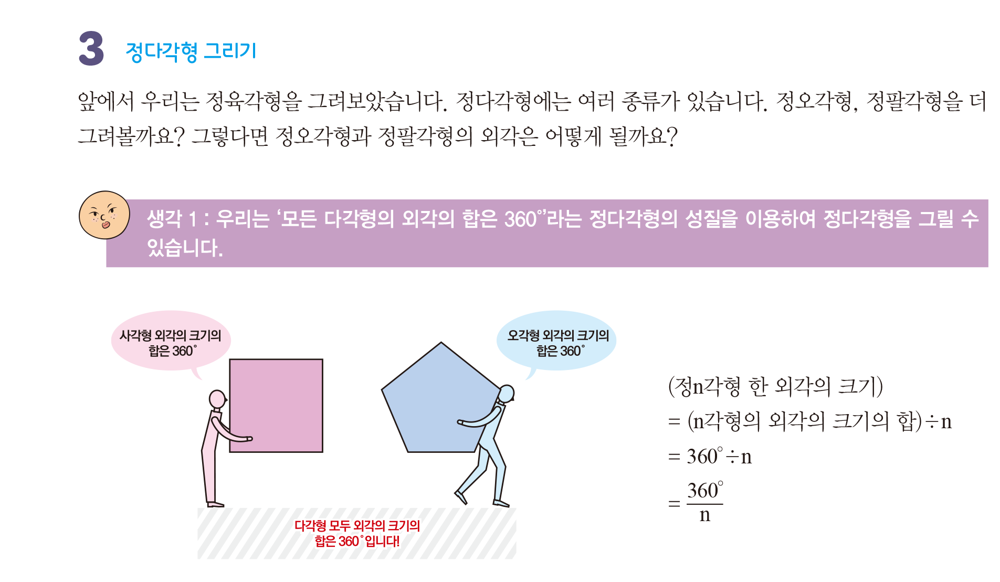 3 정다각형 그리기
앞에서 우리는 정육각형을 그려보았습니다. 정다각형에는 여러 종류가 있습니다. 정오각형, 정팔각형을 더
그려볼까요? 그렇다면 정오각형과 정팔각형의 외각은 어떻게 될까요?
생각 1 : 우리는 ‘모든 다각형의 외각의 합은 360°’라는 정다각형의 성질을 이용하여 정다각형을 그릴 수
있습니다.
사각형 외각의 크기의
합은 360°
오각형 외각의 크기의
합은 360°
(정n각형 한 외각의 크기)
= (n각형의 외각의 크기의 합)÷n
= 360°÷n
= 360°
n
다각형 모두 외각의 크기의
합은 360°입니다!